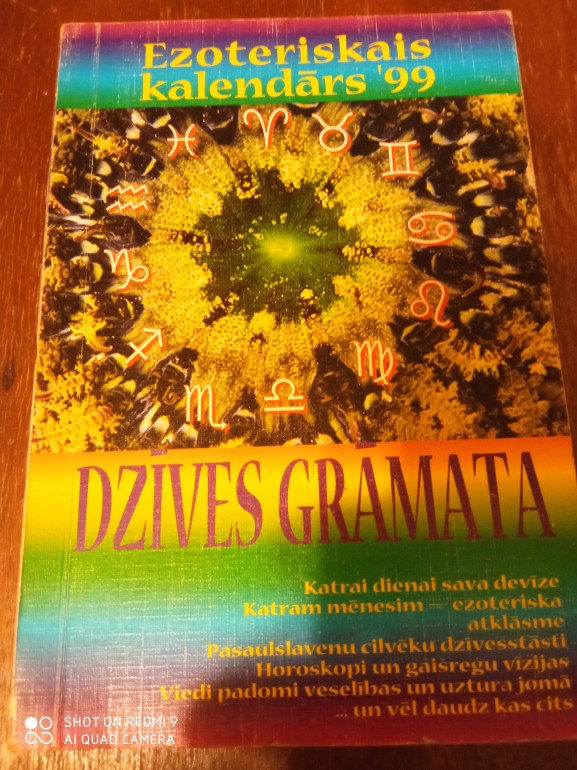 Ezoteriskais
kalendārs '99
DZĪVES GRĀMATA
Katrai dienai sava devīze
Katram mēnesim – ezoteriska
atklāsme
Pasaulslavenu cilvēku dzīvesstāsti
Horoskopi un gaišreģu vīzijas
Viedi padomi veselības un uztura jomā
... un vēl daudz kas cits
SHOT ON REDMI 9
AI QUAD CAMERA